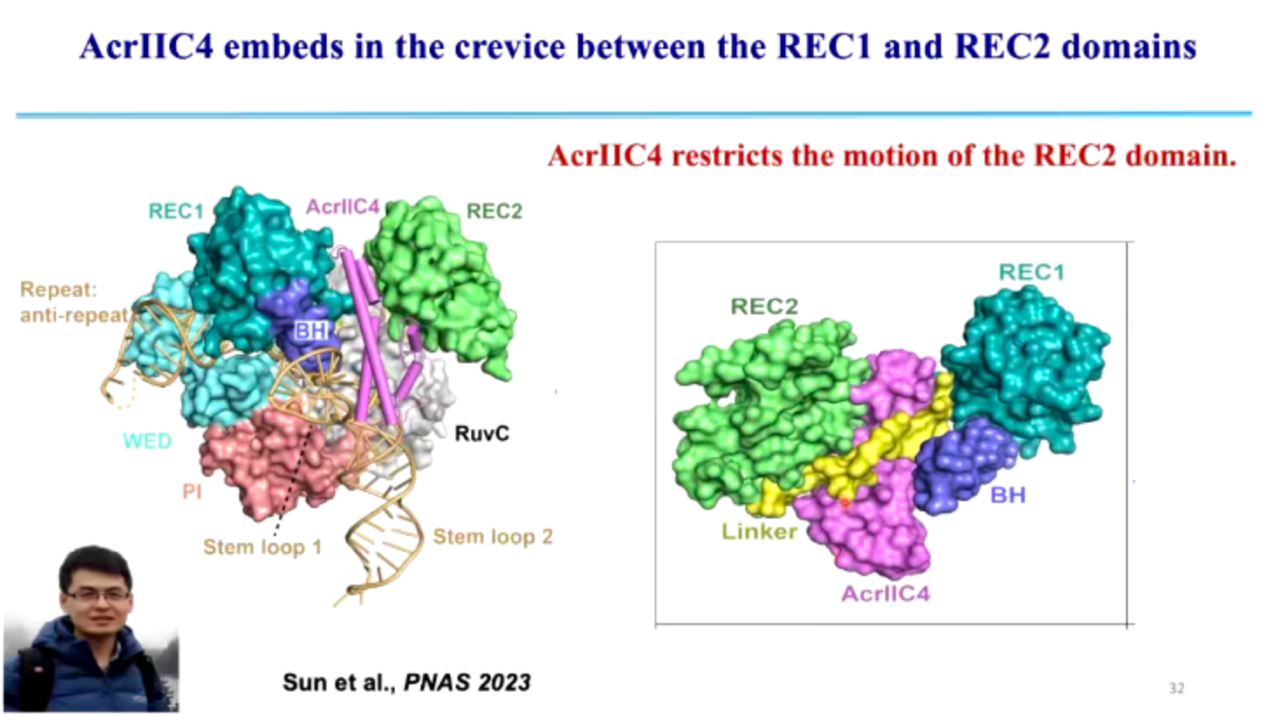 AcrIIC4 embeds in the crevice between the REC1 and REC2 domains
AcrIIC4 restricts the motion of the REC2 domain.
REC1
AcrIIC4
REC2
Repeat:
anti-repeat
BH
WED
RuvC
PI
Stem loop 1
Stem loop 2
REC1
REC2
BH
Linker
AcrIIC4
Sun et al., PNAS 2023
32